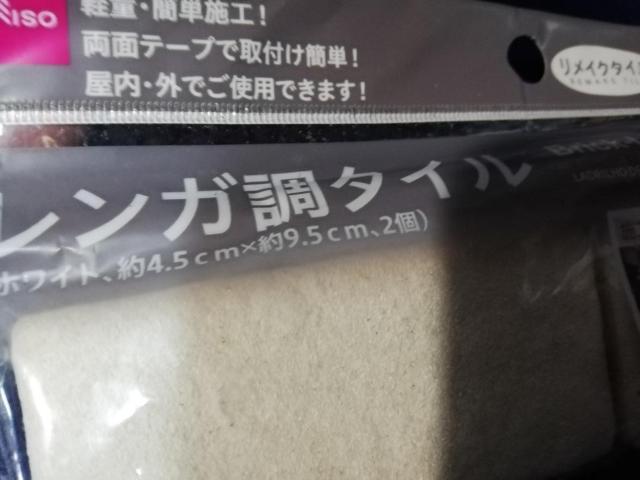 ISO
軽量・簡単施工!
両面テープで取付け簡単!
屋内・外でご使用できます!
リメイクタイル
レンガ調タイル
ホワイト、約4.5cm×約9.5cm、2個)